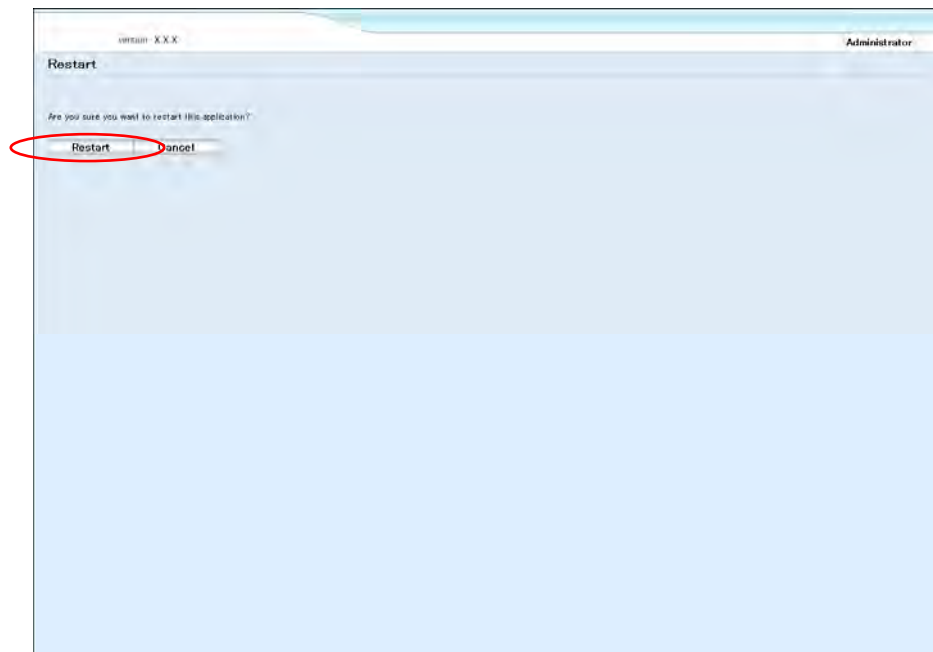 version X.X.X
Administrator
Restart
Are you sure you want to restart this application?
Restart Cancel